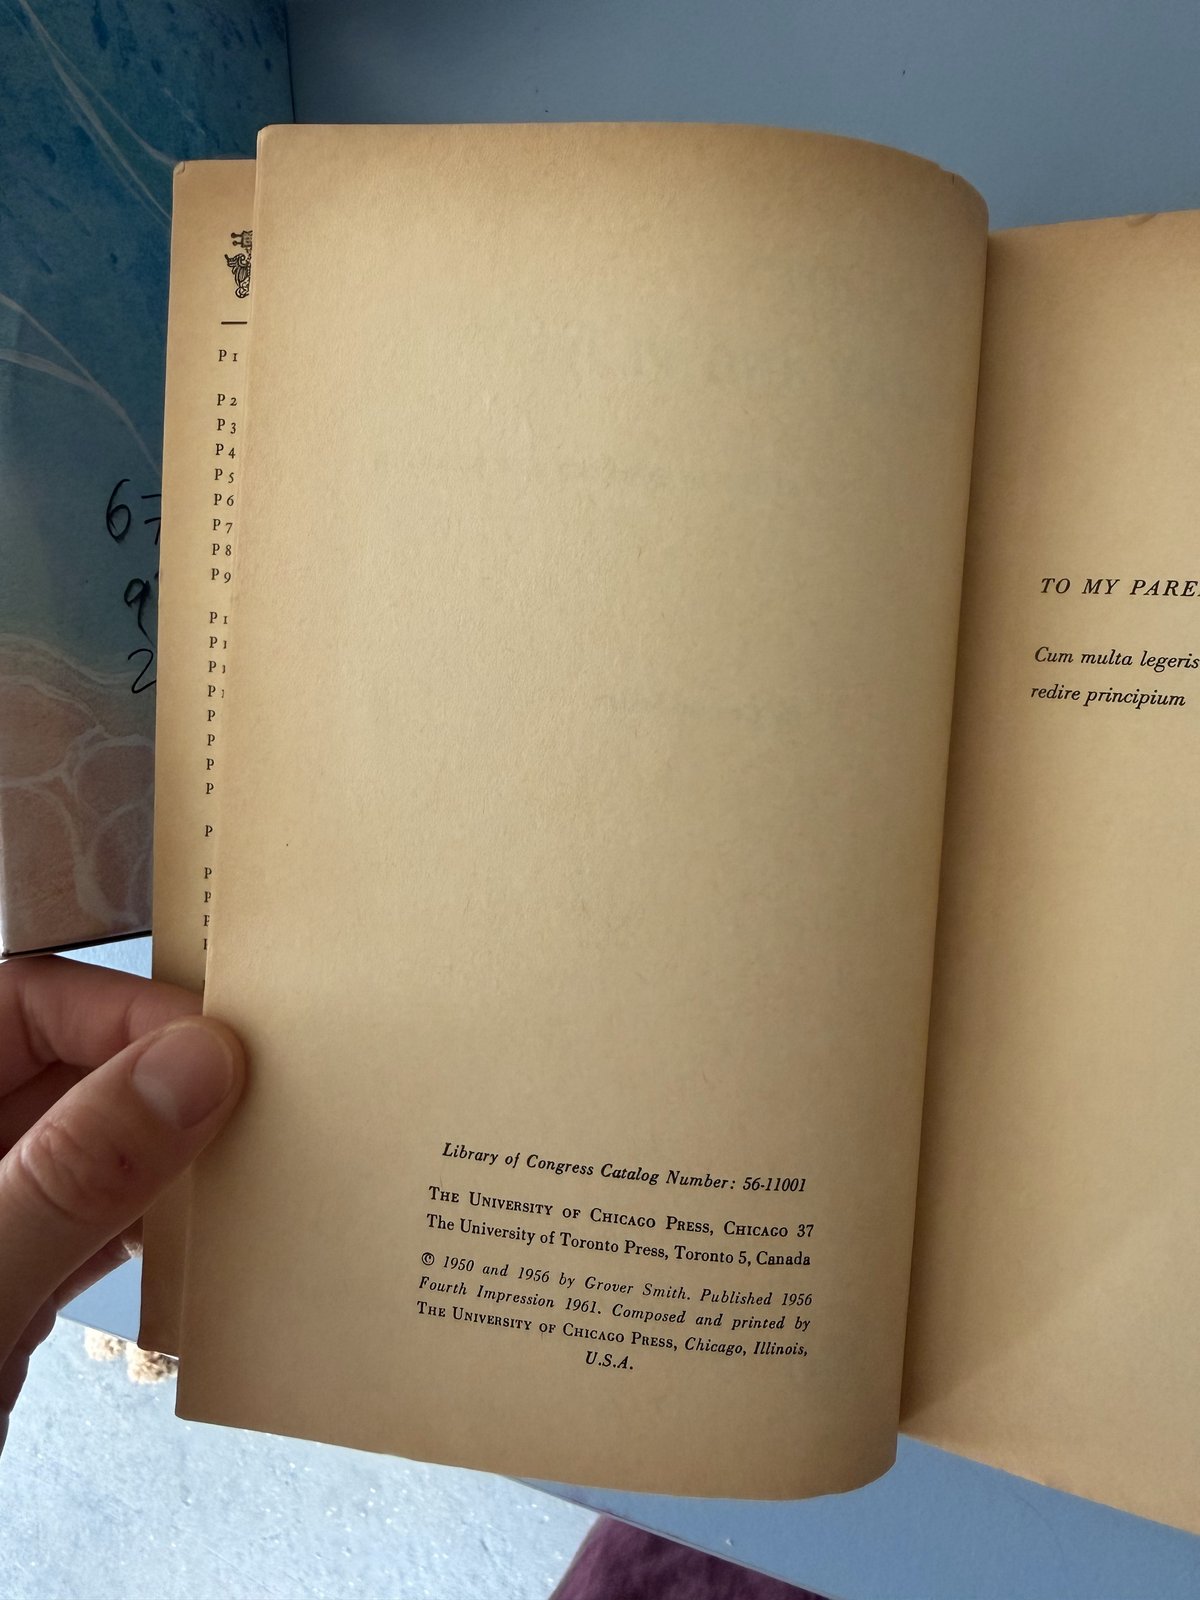 P 1
P 2
P 3
P 4
P 5
P 6
P 7
P 8
P 9
P
P
P
P
P
P
P
P
P
P
P
Library of Congress Catalog Number: 56-11001
THE UNIVERSITY OF CHICAGO PRESS, CHICAGO 37
The University of Toronto Press, Toronto 5, Canada
© 1950 and 1956 by Grover Smith. Published 1956
Fourth Impression 1961. Composed and printed by
THE UNIVERSITY OF CHICAGO PRESS, Chicago, Illinois,
U.S.A.
TO MY
Cum multa legeris
redire principium